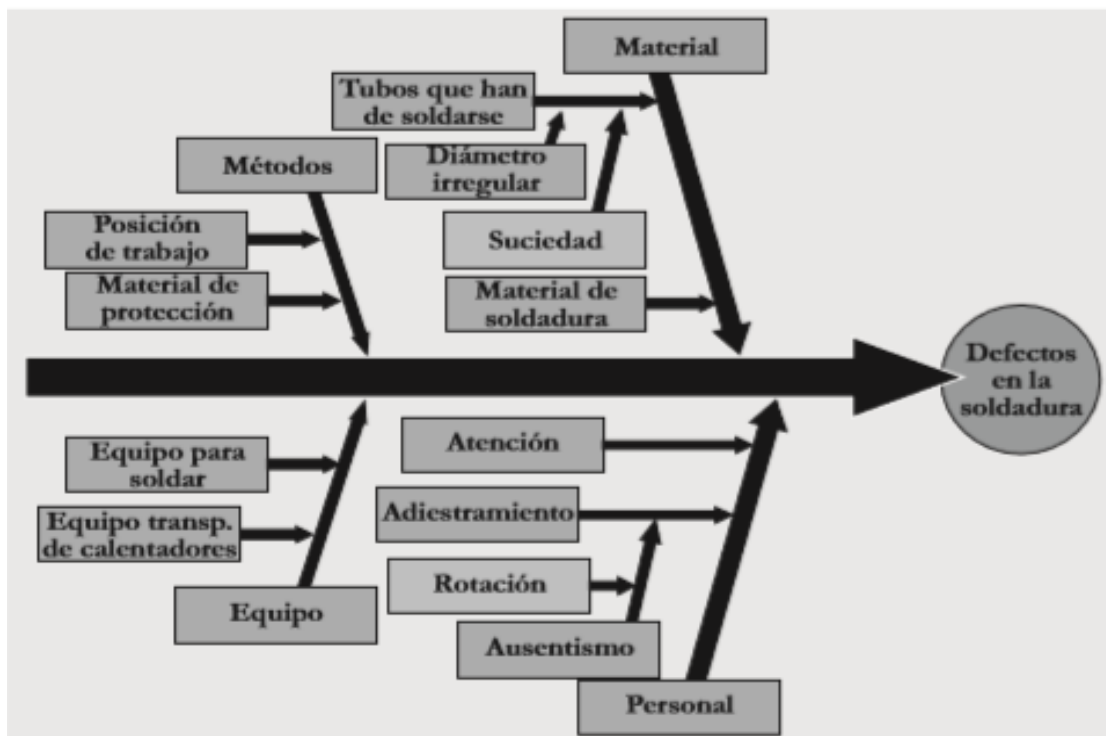 Material
Tubos que han
de soldarse
Diámetro
irregular
Suciedad
Material de
soldadura
Métodos
Posición
de trabajo
Material de
protección
Defectos
en la
soldadura
Equipo para
soldar
Equipo transp.
de calentadores
Equipo
Atención
Adiestramiento
Rotación
Ausentismo
Personal